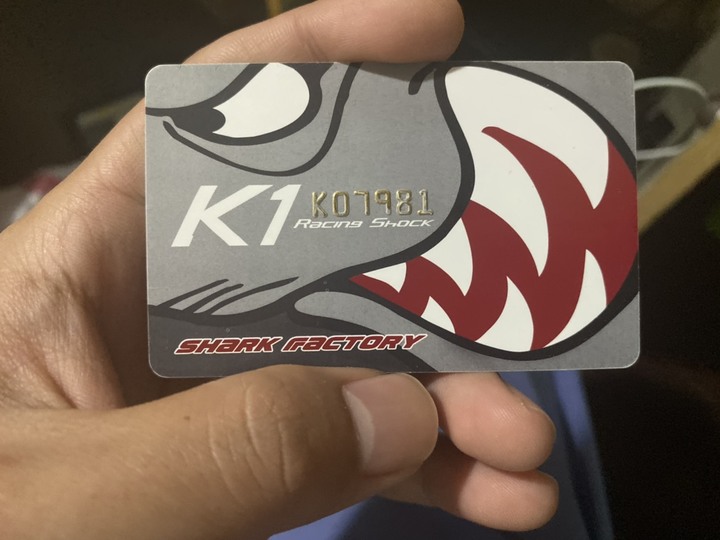 K1 K07981
Racing Shock
SHARK FACTORY